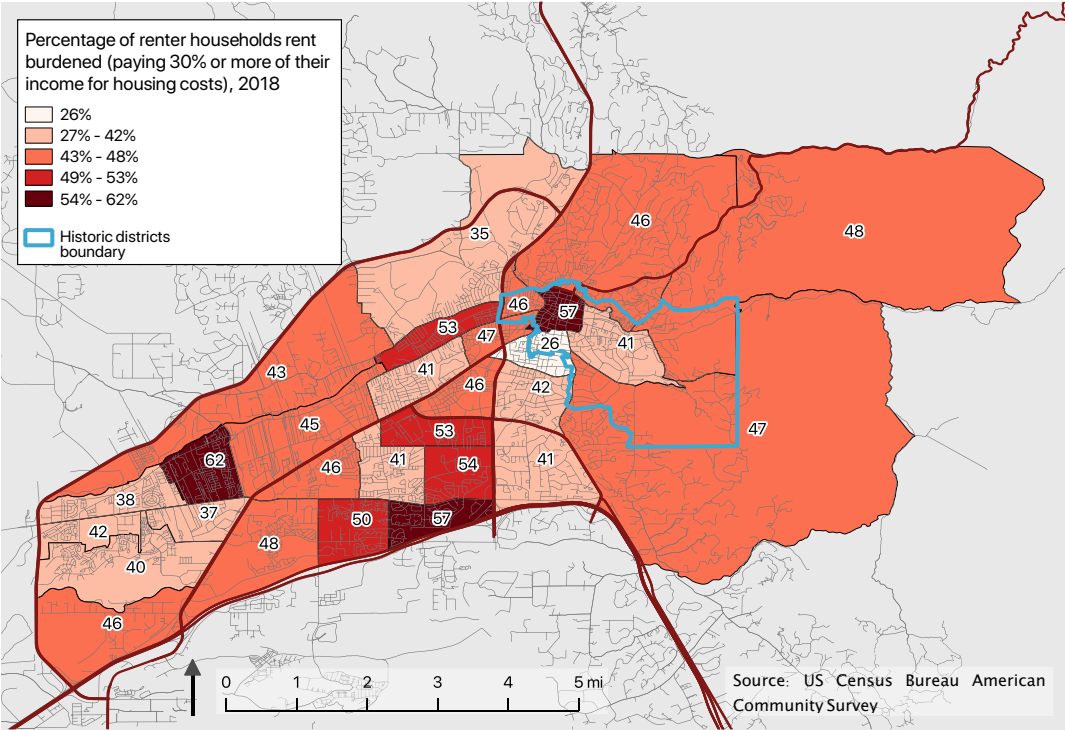 Percentage of renter households rent
burdened (paying 30% or more of their
income for housing costs), 2018
26%
27% - 42%
43% - 48%
49% - 53%
54% - 62%
Historic districts
boundary
46
48
35
46
57
53
47
26
41
43
41
46
42
45
53
47
62
46
41
54
41
38
37
42
50
57
48
40
46
0 1 2 3 4 5 mi
Source: US Census Bureau American
Community Survey